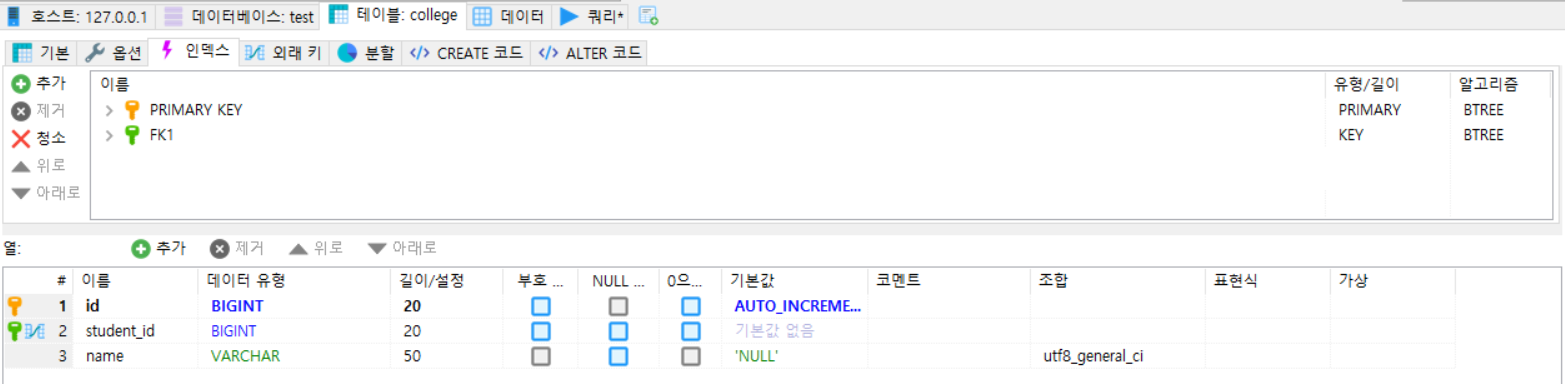 호스트: 127.0.0.1 데이터베이스: test 테이블: college 데이터 쿼리*
기본 옵션 인덱스 외래 키 분할 </> CREATE 코드 </> ALTER 코드
추가 이름 유형/길이 알고리즘
제거 PRIMARY KEY PRIMARY BTREE
청소 FK1 KEY BTREE
위로
아래로
열: 추가 제거 위로 아래로
# 이름 데이터 유형 길이/설정 부호 ... NULL ... 0으... 기본값 코멘트 조합 표현식 가상
1 id BIGINT 20 AUTO_INCREME...
2 student_id BIGINT 20 기본값 없음
3 name VARCHAR 50 'NULL' utf8_general_ci